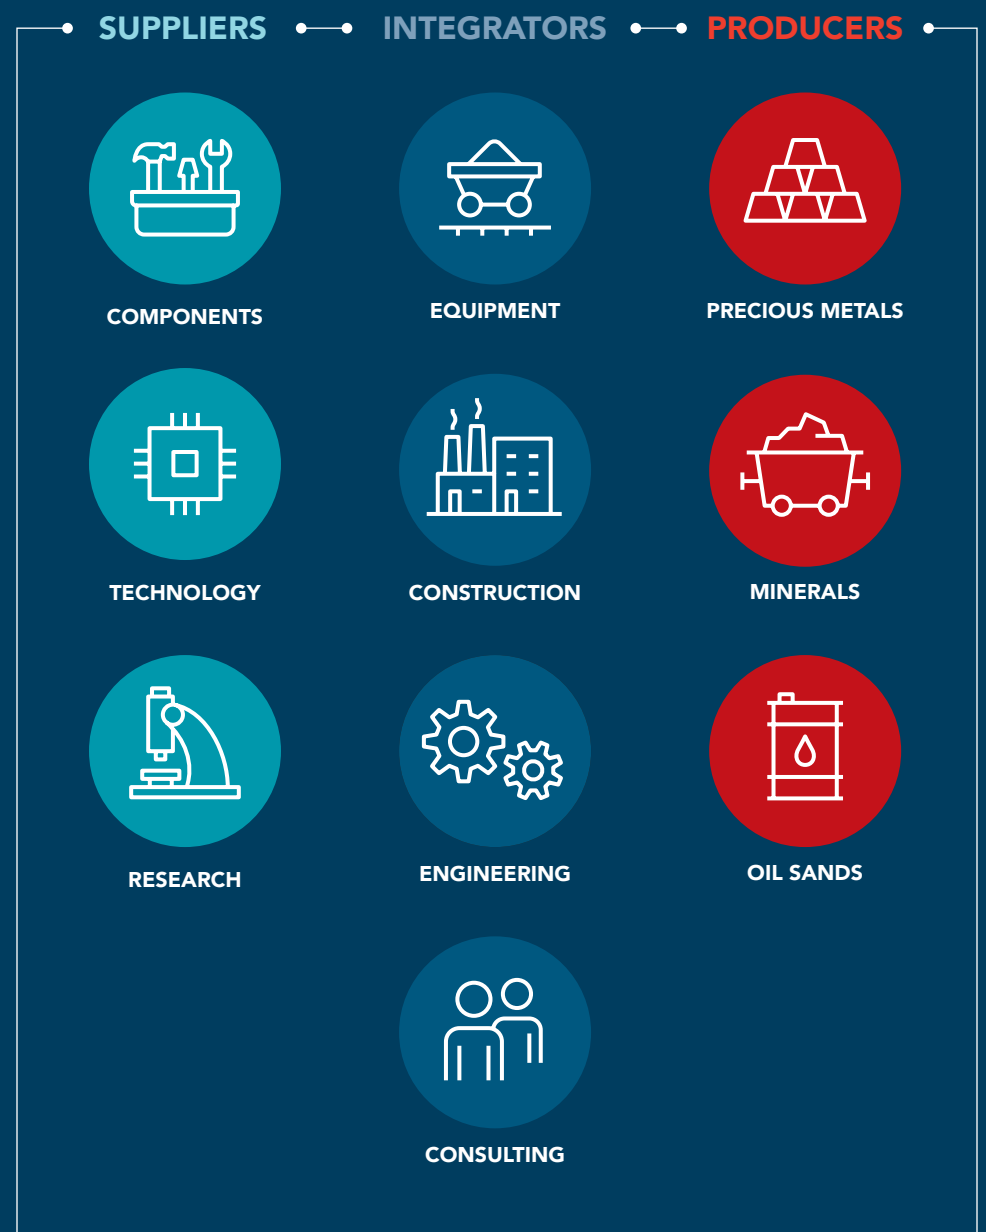 SUPPLIERS INTEGRATORS PRODUCERS
COMPONENTS EQUIPMENT PRECIOUS METALS
TECHNOLOGY CONSTRUCTION MINERALS
RESEARCH ENGINEERING OIL SANDS
CONSULTING